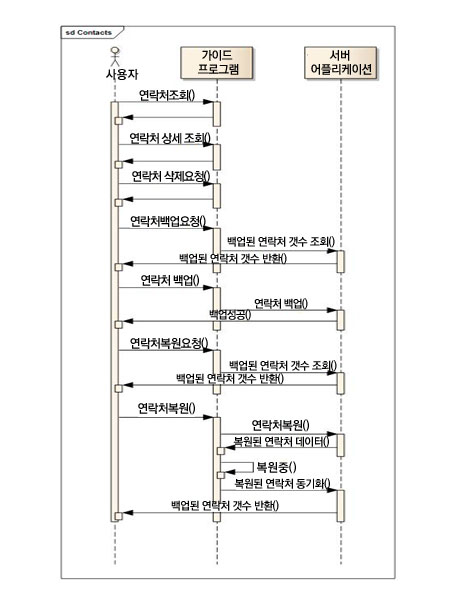 sd Contacts
사용자
가이드
프로그램
서버
어플리케이션
연락처조회()
연락처 상세 조회()
연락처 삭제요청()
연락처백업요청()
백업된 연락처 갯수 조회()
백업된 연락처 갯수 반환()
연락처 백업()
연락처 백업()
백업성공()
연락처복원요청()
백업된 연락처 갯수 조회()
백업된 연락처 갯수 반환()
연락처복원()
연락처복원()
복원된 연락처 데이터()
복원중()
복원된 연락처 동기화()
백업된 연락처 갯수 반환()